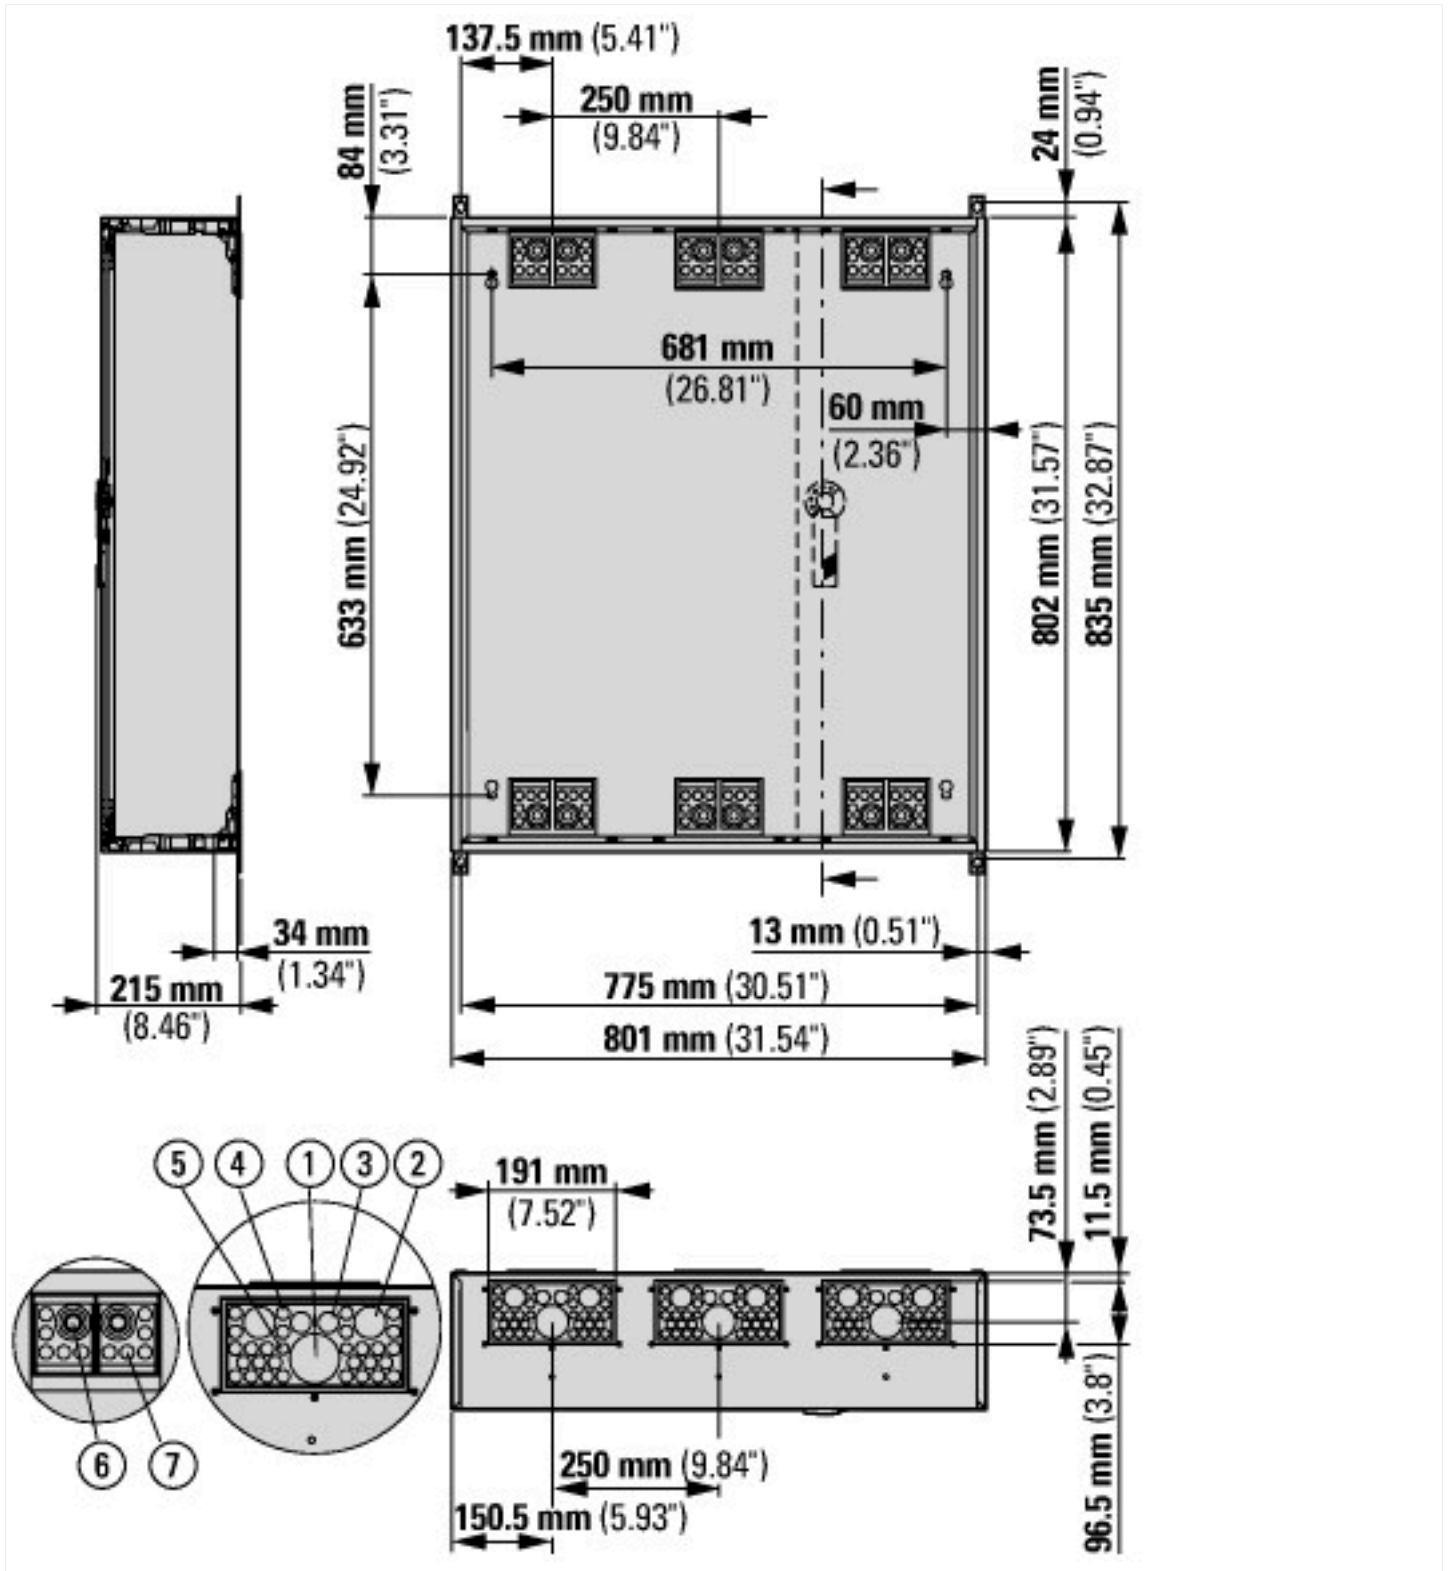 137.5 mm (5.41")
250 mm
(9.84")
84 mm
(3.31")
24 mm
(0.94")
681 mm
(26.81")
60 mm
(2.36")
633 mm (24.92")
802 mm (31.57")
835 mm (32.87")
34 mm
(1.34")
215 mm
(8.46")
13 mm (0.51")
775 mm (30.51")
801 mm (31.54")
73.5 mm (2.89")
11.5 mm (0.45")
5 4 1 3 2
191 mm
(7.52")
6 7
250 mm (9.84")
150.5 mm (5.93")
96.5 mm (3.8")